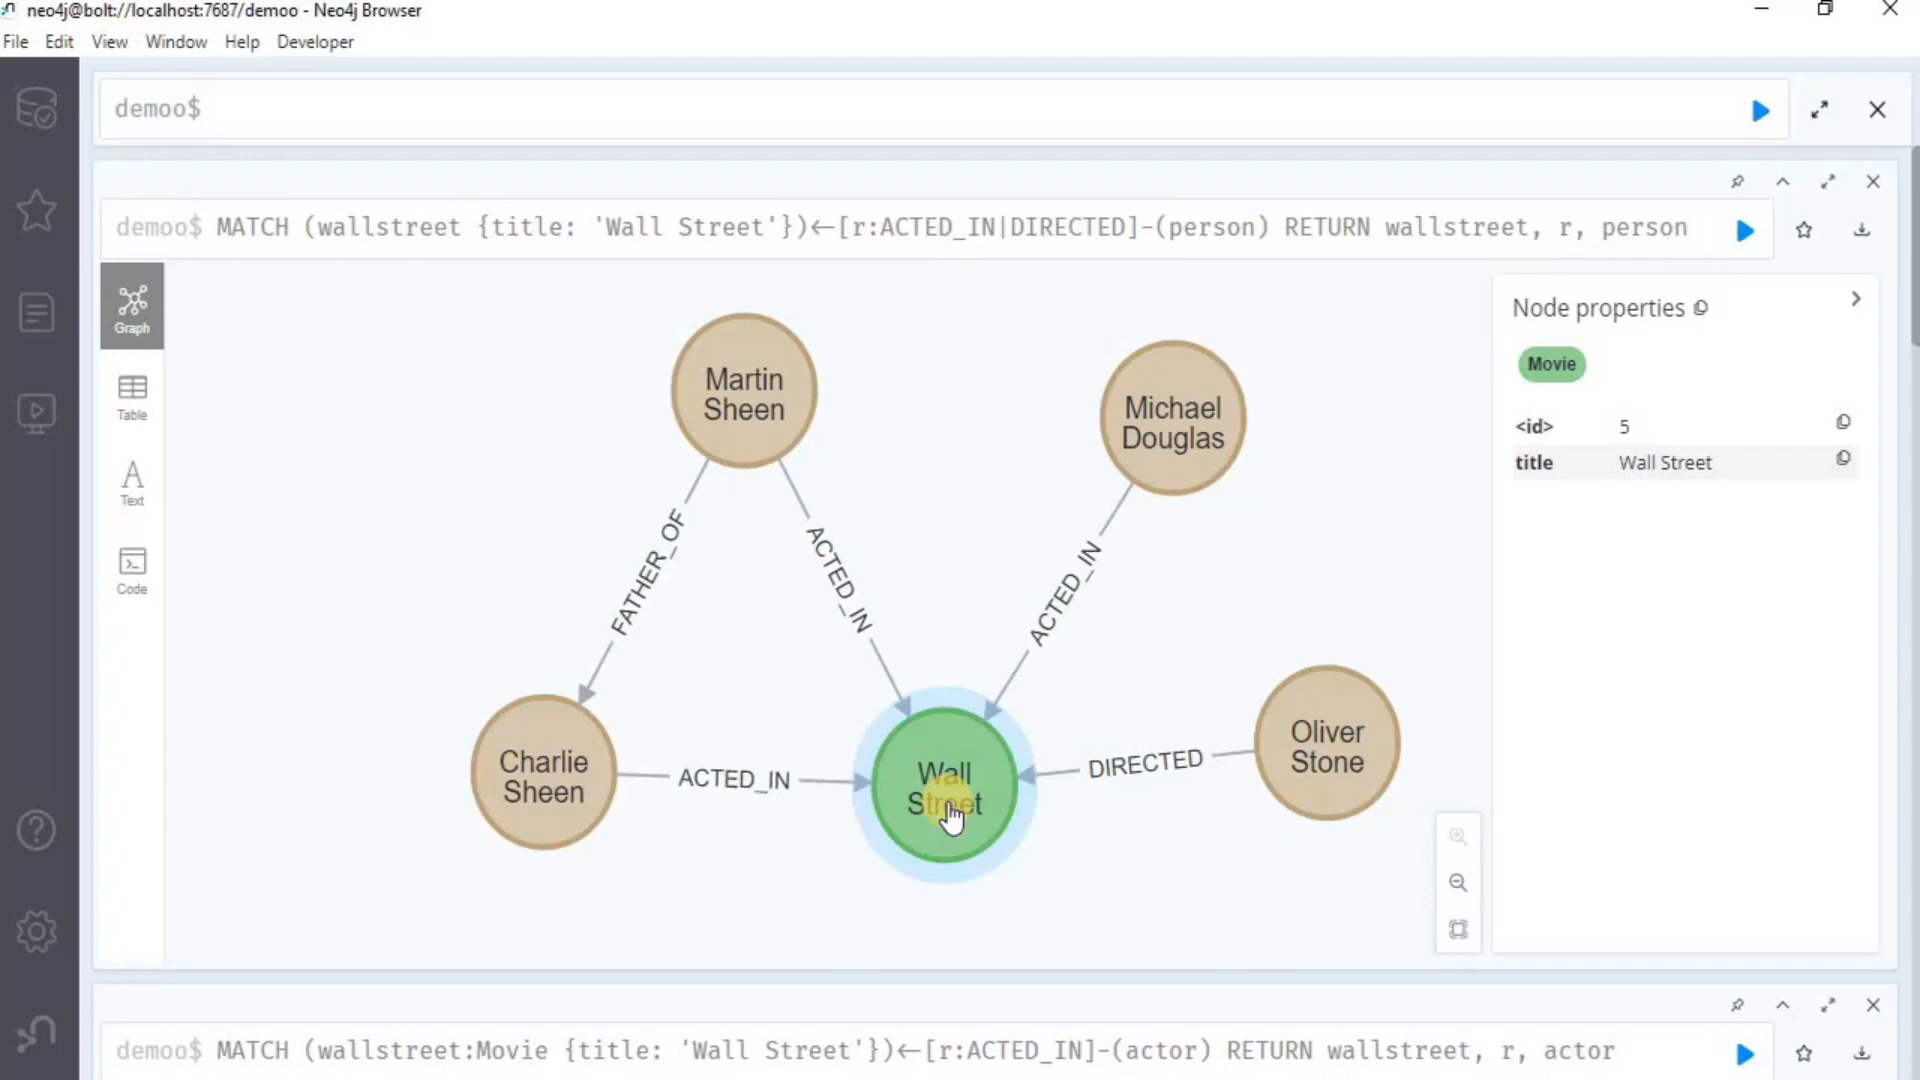 neo4j@bolt://localhost:7687/demoo - Neo4j Browser
File Edit View Window Help Developer
demoo$
demoo$ MATCH (wallstreet {title: 'Wall Street'})←[r:ACTED_IN|DIRECTED]-(person) RETURN wallstreet, r, person
Graph
Table
Text
Code
Martin
Sheen
Michael
Douglas
FATHER_OF
ACTED_IN
ACTED_IN
Charlie
Sheen
ACTED_IN
Wall
Street
DIRECTED
Oliver
Stone
Node properties
Movie
<id> 5
title Wall Street
demoo$ MATCH (wallstreet:Movie {title: 'Wall Street'})←[r:ACTED_IN]-(actor) RETURN wallstreet, r, actor